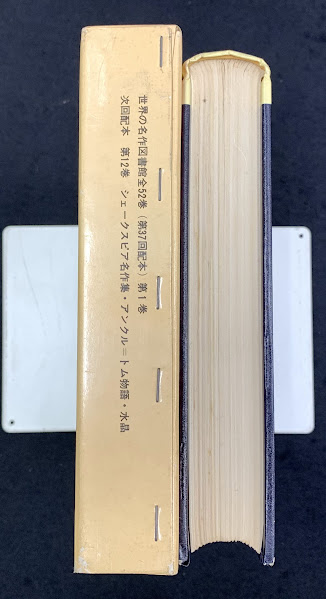 世界の名作図書館全52巻（第37回配本）第1巻
次回配本　第12巻　シェークスピア名作集・アンクル＝トム物語・水晶